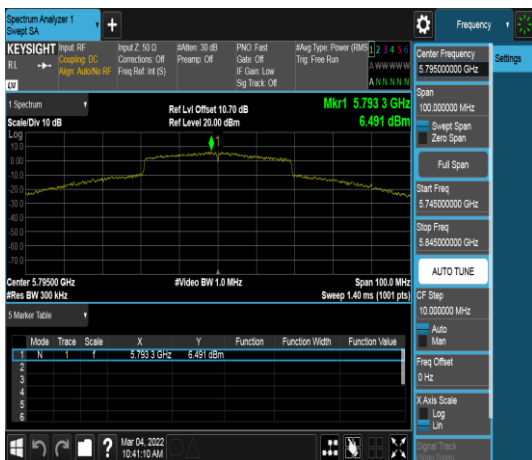 Spectrum Analyzer 1
Swept SA
Frequency
KEYSIGHT
RL
LXI
Input: RF
Coupling: DC
Align: Auto/No RF
Input Z: 50 Ω
Corrections: Off
Freq Ref: Int (S)
#Atten: 30 dB
Preamp: Off
PNO: Fast
Gate: Off
IF Gain: Low
Sig Track: Off
#Avg Type: Power (RMS)
Trig: Free Run
1 2 3 4 5 6
A W W W W W
A N N N N N
1 Spectrum
Scale/Div 10 dB
Ref Lvl Offset 10.70 dB
Ref Level 20.00 dBm
Mkr1 5.793 3 GHz
6.491 dBm
Log
10.0
0.00
-10.0
-20.0
-30.0
-40.0
-50.0
-60.0
-70.0
1
Center 5.79500 GHz
#Res BW 300 kHz
#Video BW 1.0 MHz
Span 100.0 MHz
Sweep 1.40 ms (1001 pts)
5 Marker Table
Mode Trace Scale X Y Function Function Width Function Value
1 N 1 f 5.793 3 GHz 6.491 dBm
2
3
4
5
6
Mar 04, 2022
10:41:10 AM
Settings
Center Frequency
5.795000000 GHz
Span
100.000000 MHz
Swept Span
Zero Span
Full Span
Start Freq
5.745000000 GHz
Stop Freq
5.845000000 GHz
AUTO TUNE
CF Step
10.000000 MHz
Auto
Man
Freq Offset
0 Hz
X Axis Scale
Log
Lin
Signal Track
(Span Zoom)